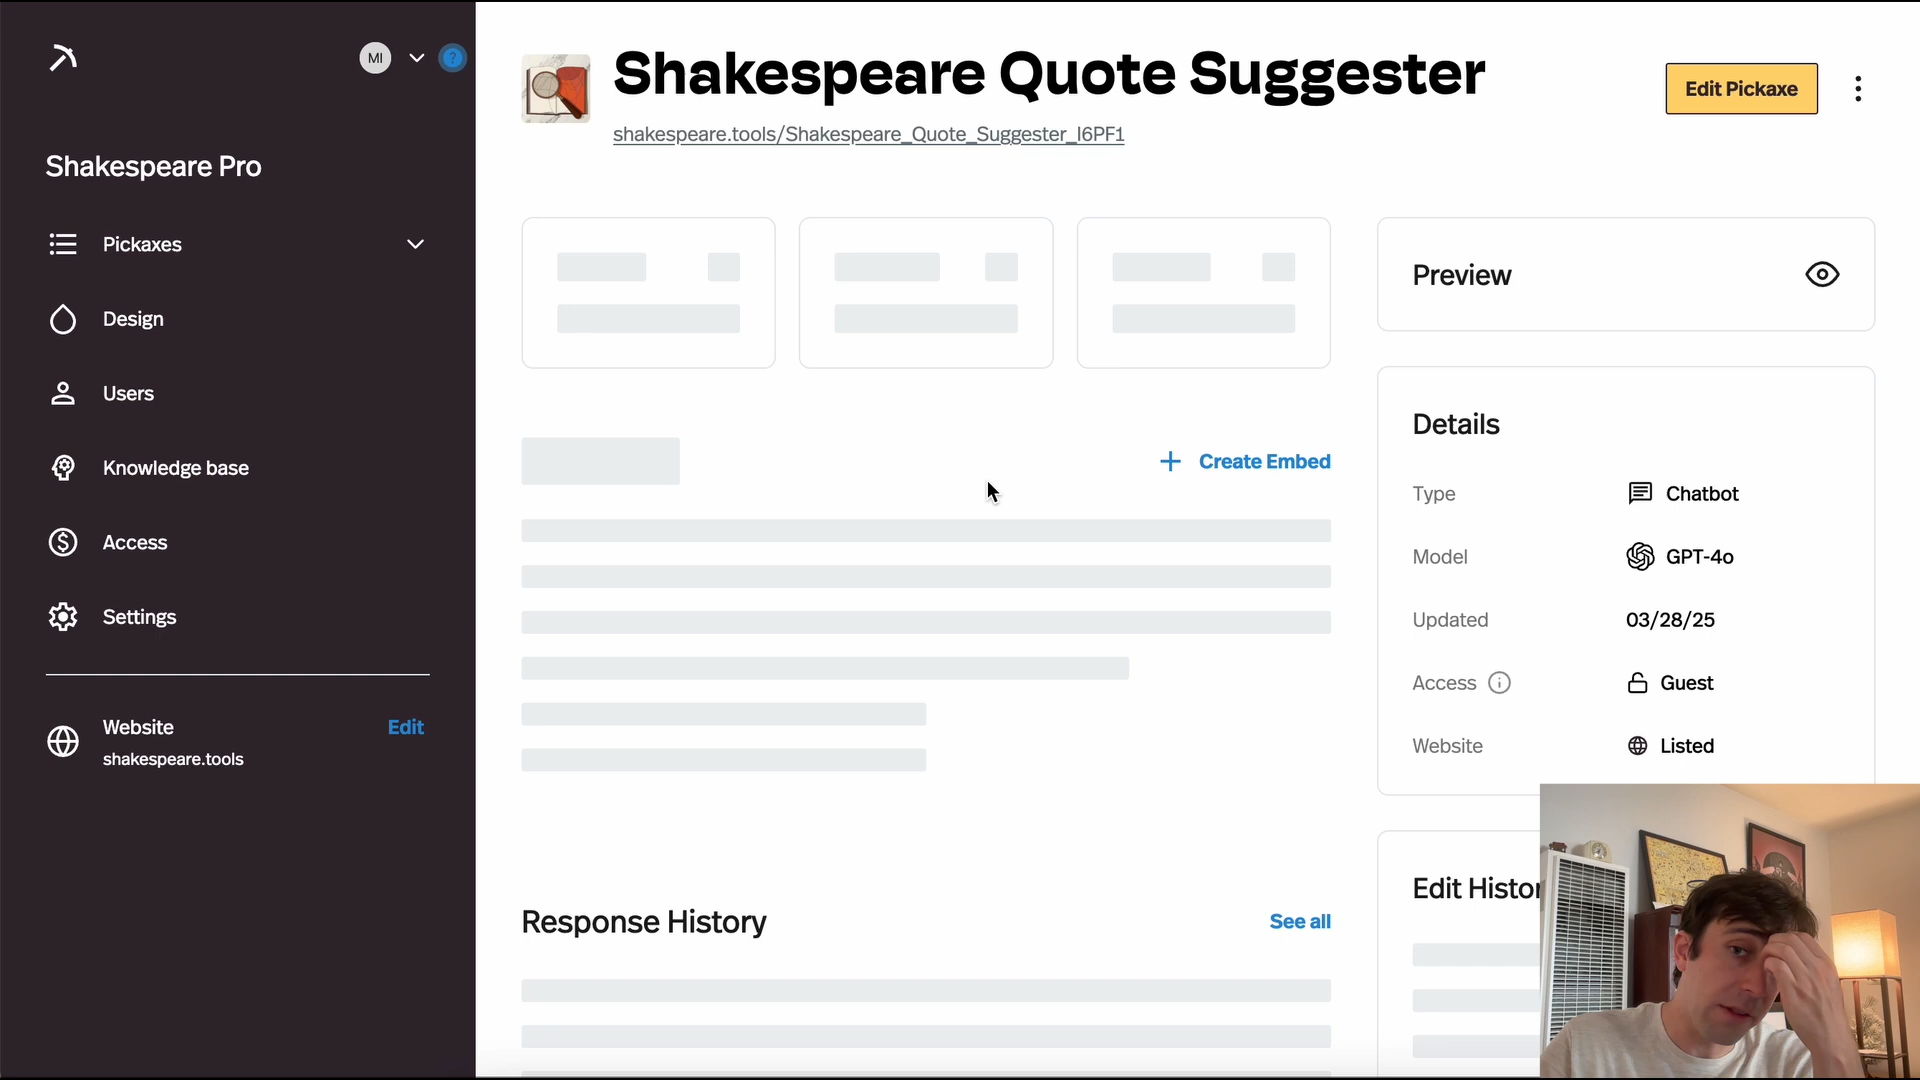 MI
?
Shakespeare Pro
Pickaxes
Design
Users
Knowledge base
Access
Settings
Website
Edit
shakespeare.tools
Shakespeare Quote Suggester
shakespeare.tools/Shakespeare_Quote_Suggester_I6PF1
Edit Pickaxe
Create Embed
Response History
See all
Preview
Details
Type Chatbot
Model GPT-4o
Updated 03/28/25
Access Guest
Website Listed
Edit Histor